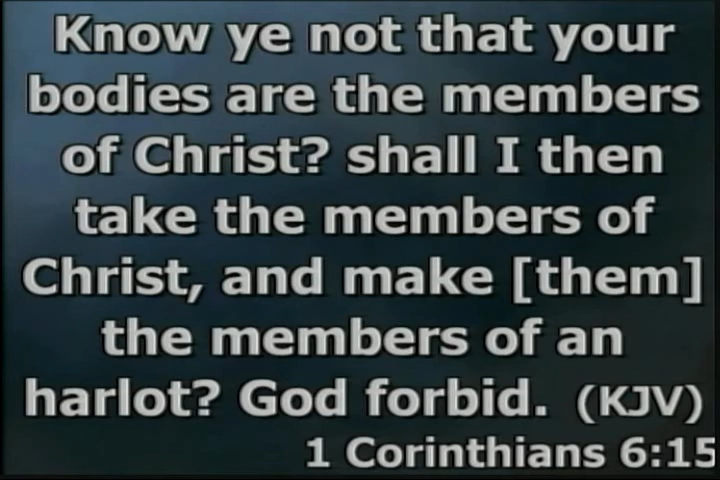 Know ye not that your
bodies are the members
of Christ? shall I then
take the members of
Christ, and make [them]
the members of an
harlot? God forbid. (KJV)
1 Corinthians 6:15